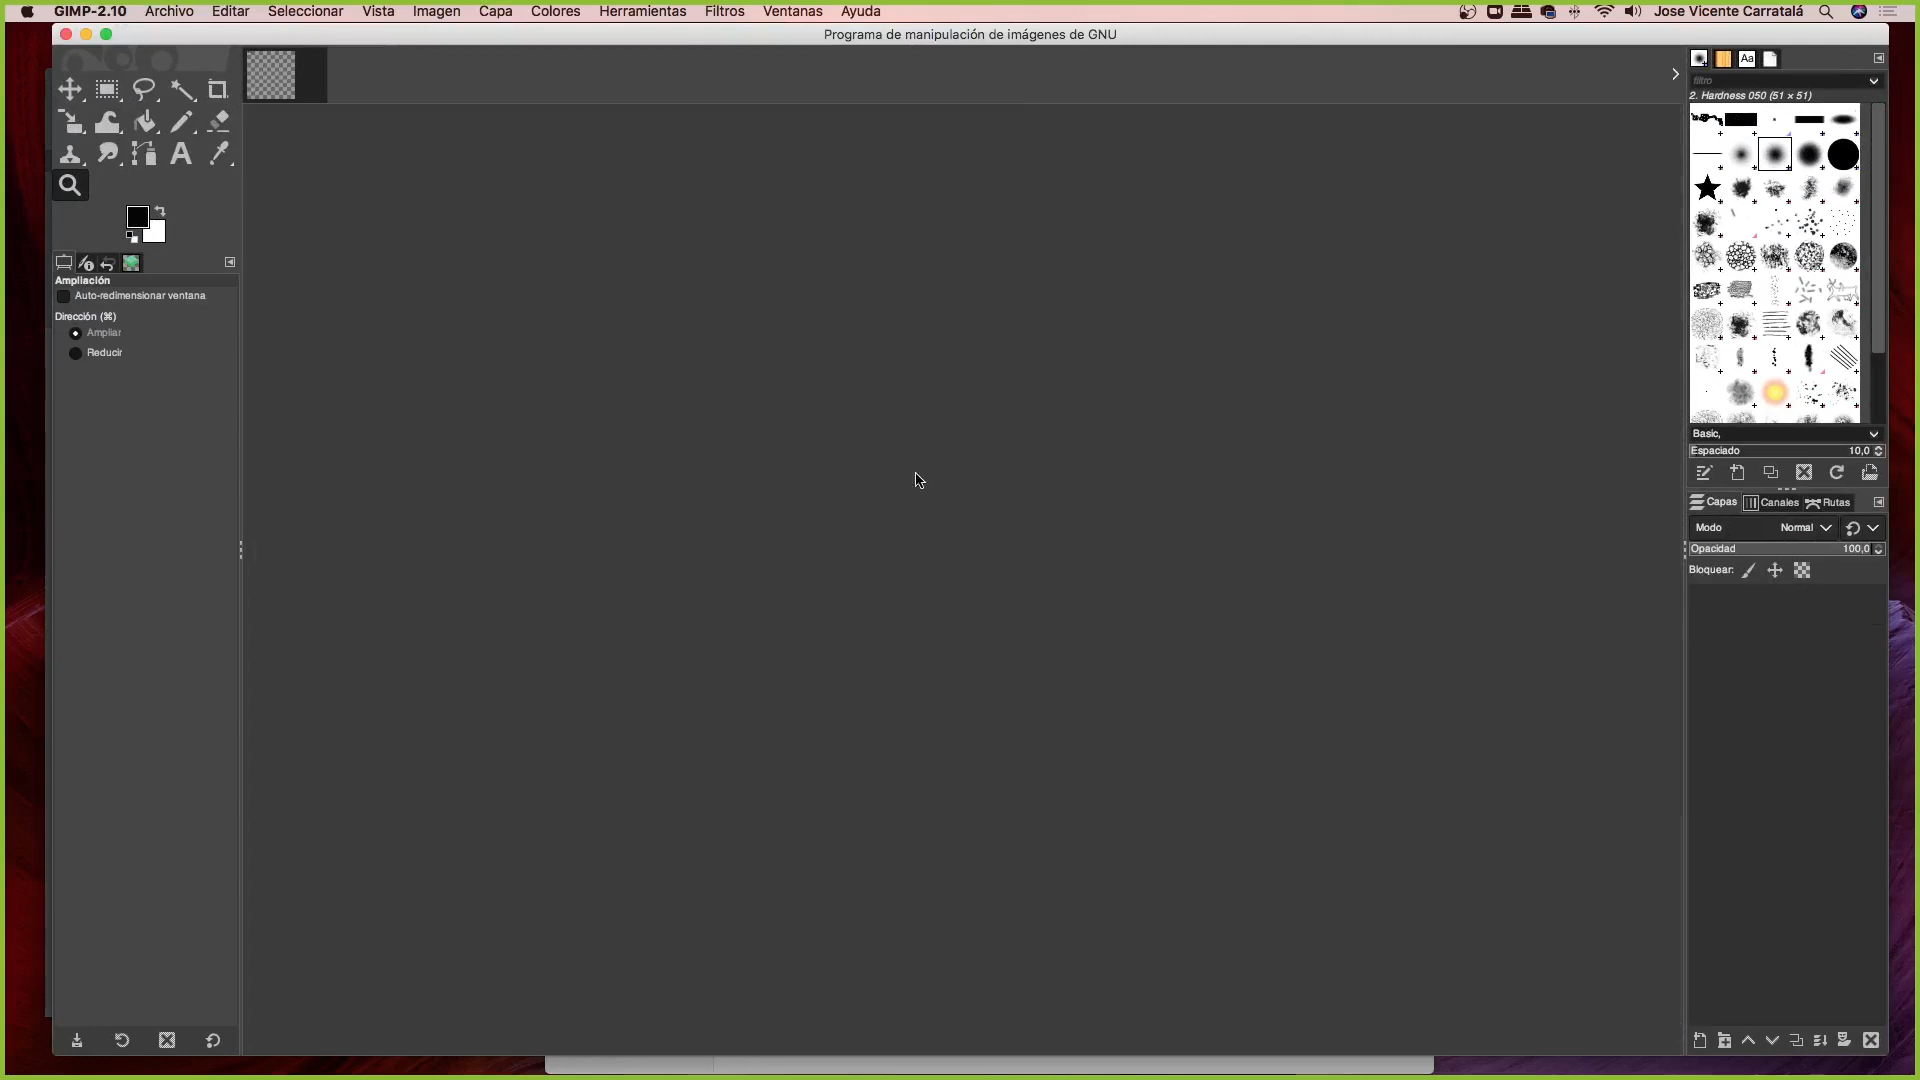 GIMP-2.10 Archivo Editar Seleccionar Vista Imagen Capa Colores Herramientas Filtros Ventanas Ayuda Jose Vicente Carratalá
Programa de manipulación de imágenes de GNU
Aa
filtro
2. Hardness 050 (51 × 51)
Ampliación
Auto-redimensionar ventana
Dirección (⌘)
Ampliar
Reducir
Basic,
Espaciado 10,0
Capas Canales Rutas
Modo Normal
Opacidad 100,0
Bloquear: